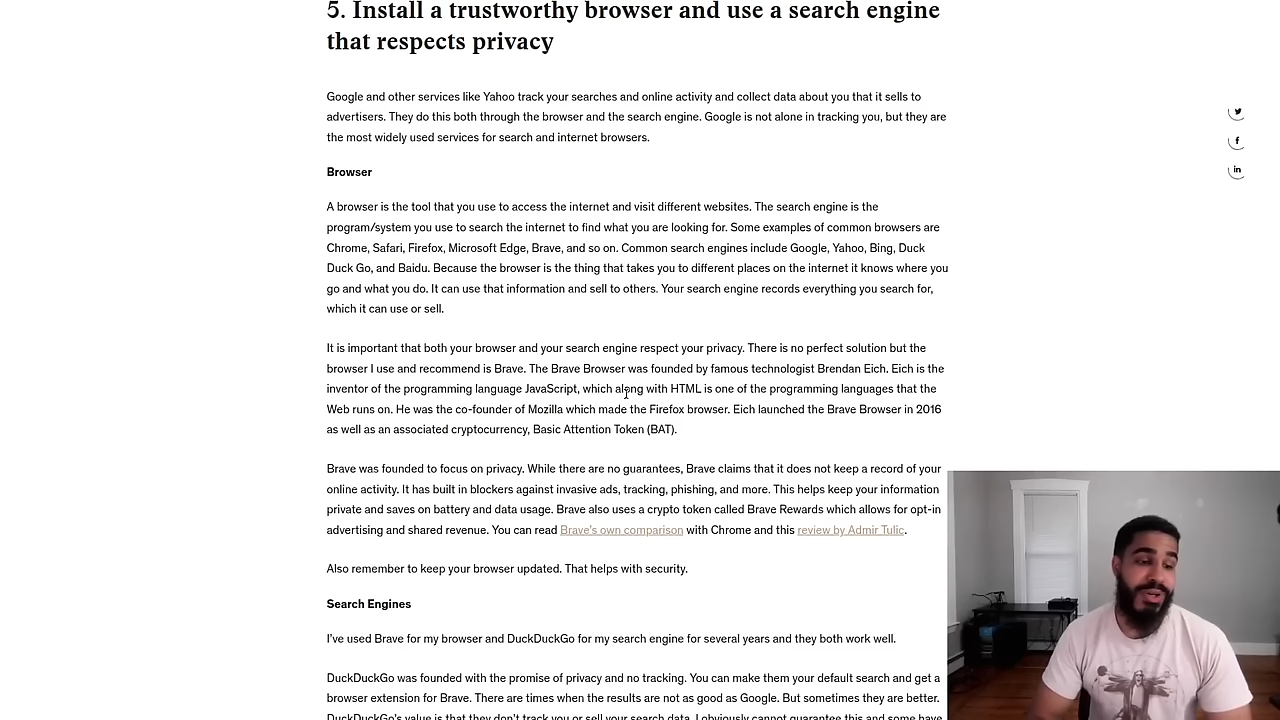 5. Install a trustworthy browser and use a search engine
that respects privacy
Google and other services like Yahoo track your searches and online activity and collect data about you that it sells to
advertisers. They do this both through the browser and the search engine. Google is not alone in tracking you, but they are
the most widely used services for search and internet browsers.
Browser
A browser is the tool that you use to access the internet and visit different websites. The search engine is the
program/system you use to search the internet to find what you are looking for. Some examples of common browsers are
Chrome, Safari, Firefox, Microsoft Edge, Brave, and so on. Common search engines include Google, Yahoo, Bing, Duck
Duck Go, and Baidu. Because the browser is the thing that takes you to different places on the internet it knows where you
go and what you do. It can use that information and sell to others. Your search engine records everything you search for,
which it can use or sell.
It is important that both your browser and your search engine respect your privacy. There is no perfect solution but the
browser I use and recommend is Brave. The Brave Browser was founded by famous technologist Brendan Eich. Eich is the
inventor of the programming language JavaScript, which along with HTML is one of the programming languages that the
Web runs on. He was the co-founder of Mozilla which made the Firefox browser. Eich launched the Brave Browser in 2016
as well as an associated cryptocurrency, Basic Attention Token (BAT).
Brave was founded to focus on privacy. While there are no guarantees, Brave claims that it does not keep a record of your
online activity. It has built in blockers against invasive ads, tracking, phishing, and more. This helps keep your information
private and saves on battery and data usage. Brave also uses a crypto token called Brave Rewards which allows for opt-in
advertising and shared revenue. You can read Brave's own comparison with Chrome and this review by Admir Tulic.
Also remember to keep your browser updated. That helps with security.
Search Engines
I've used Brave for my browser and DuckDuckGo for my search engine for several years and they both work well.
DuckDuckGo was founded with the promise of privacy and no tracking. You can make them your default search and get a
browser extension for Brave. There are times when the results are not as good as Google. But sometimes they are better.
DuckDuckGo's value is that they don't track you or sell your search data. I obviously cannot guarantee this and some have